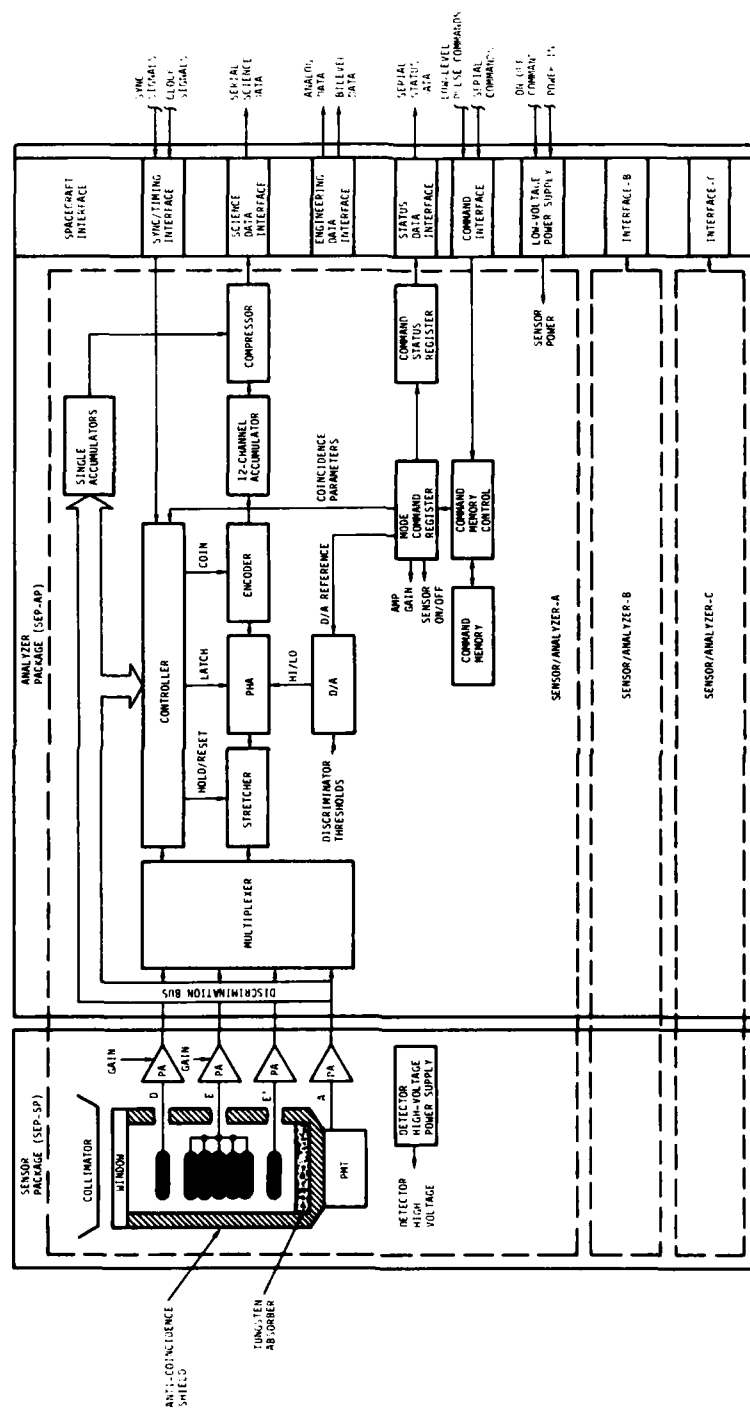 SENSOR
PACKAGE (SEP-SP)
ANALYZER
PACKAGE (SEP-AP)
SPACECRAFT
INTERFACE
COLLIMATOR
WINDOW
D
E
E'
A
GAIN
GAIN
PA
PA
PA
PA
PMT
ANTI-COINCIDENCE
SHIELD
TUNGSTEN
ABSORBER
DETECTOR
HIGH
VOLTAGE
DETECTOR
HIGH-VOLTAGE
POWER SUPPLY
DISCRIMINATION BUS
MULTIPLEXER
SINGLE
ACCUMULATORS
CONTROLLER
HOLD/RESET
LATCH
COIN
STRETCHER
PHA
ENCODER
12-CHANNEL
ACCUMULATOR
COMPRESSOR
HI/LO
D/A
D/A REFERENCE
COINCIDENCE
PARAMETERS
DISCRIMINATOR
THRESHOLDS
AMP
GAIN
SENSOR
ON/OFF
MODE
COMMAND
REGISTER
COMMAND
STATUS
REGISTER
COMMAND
MEMORY
COMMAND
MEMORY
CONTROL
SENSOR
POWER
SENSOR/ANALYZER-A
SENSOR/ANALYZER-B
SENSOR/ANALYZER-C
SYNC/TIMING
INTERFACE
SCIENCE
DATA
INTERFACE
ENGINEERING
DATA
INTERFACE
STATUS
DATA
INTERFACE
COMMAND
INTERFACE
LOW-VOLTAGE
POWER SUPPLY
INTERFACE-B
INTERFACE-C
SYNC
SIGNALS
CLOCK
SIGNALS
SERIAL
SCIENCE
DATA
ANALOG
DATA
BILEVEL
DATA
SERIAL
STATUS
DATA
LOW-LEVEL
PULSE COMMANDS
SERIAL
COMMANDS
COMMAND
POWER IN